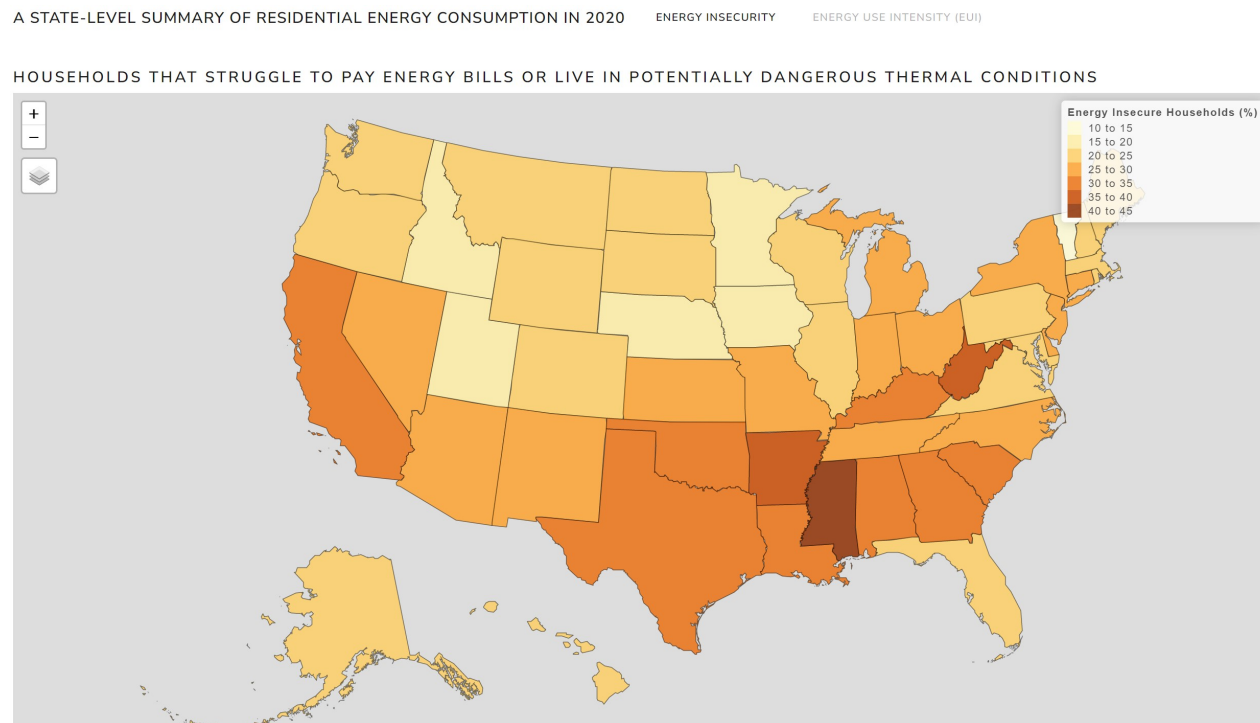 A STATE-LEVEL SUMMARY OF RESIDENTIAL ENERGY CONSUMPTION IN 2020 ENERGY INSECURITY ENERGY USE INTENSITY (EUI)
HOUSEHOLDS THAT STRUGGLE TO PAY ENERGY BILLS OR LIVE IN POTENTIALLY DANGEROUS THERMAL CONDITIONS
+
−
Energy Insecure Households (%)
10 to 15
15 to 20
20 to 25
25 to 30
30 to 35
35 to 40
40 to 45